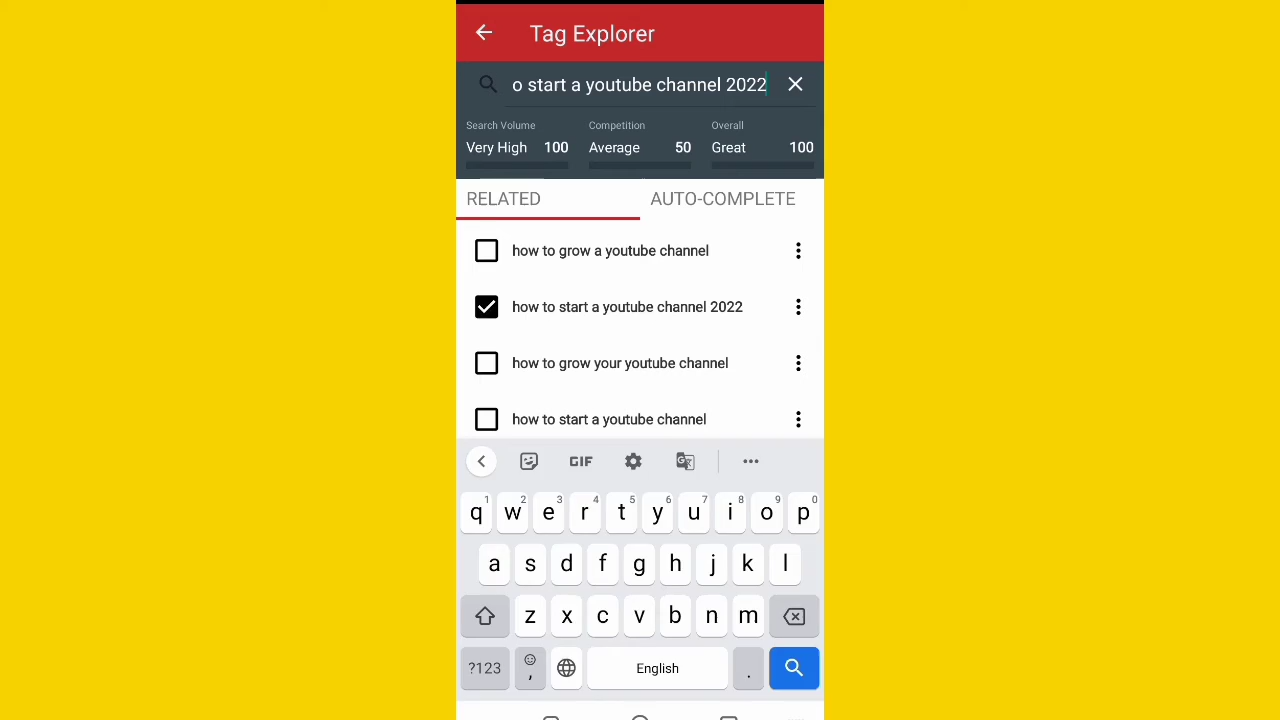 Tag Explorer
o start a youtube channel 2022
Search Volume Competition Overall
Very High 100 Average 50 Great 100
RELATED AUTO-COMPLETE
how to grow a youtube channel
how to start a youtube channel 2022
how to grow your youtube channel
how to start a youtube channel
GIF
1 2 3 4 5 6 7 8 9 0
q w e r t y u i o p
a s d f g h j k l
z x c v b n m
?123 , English .